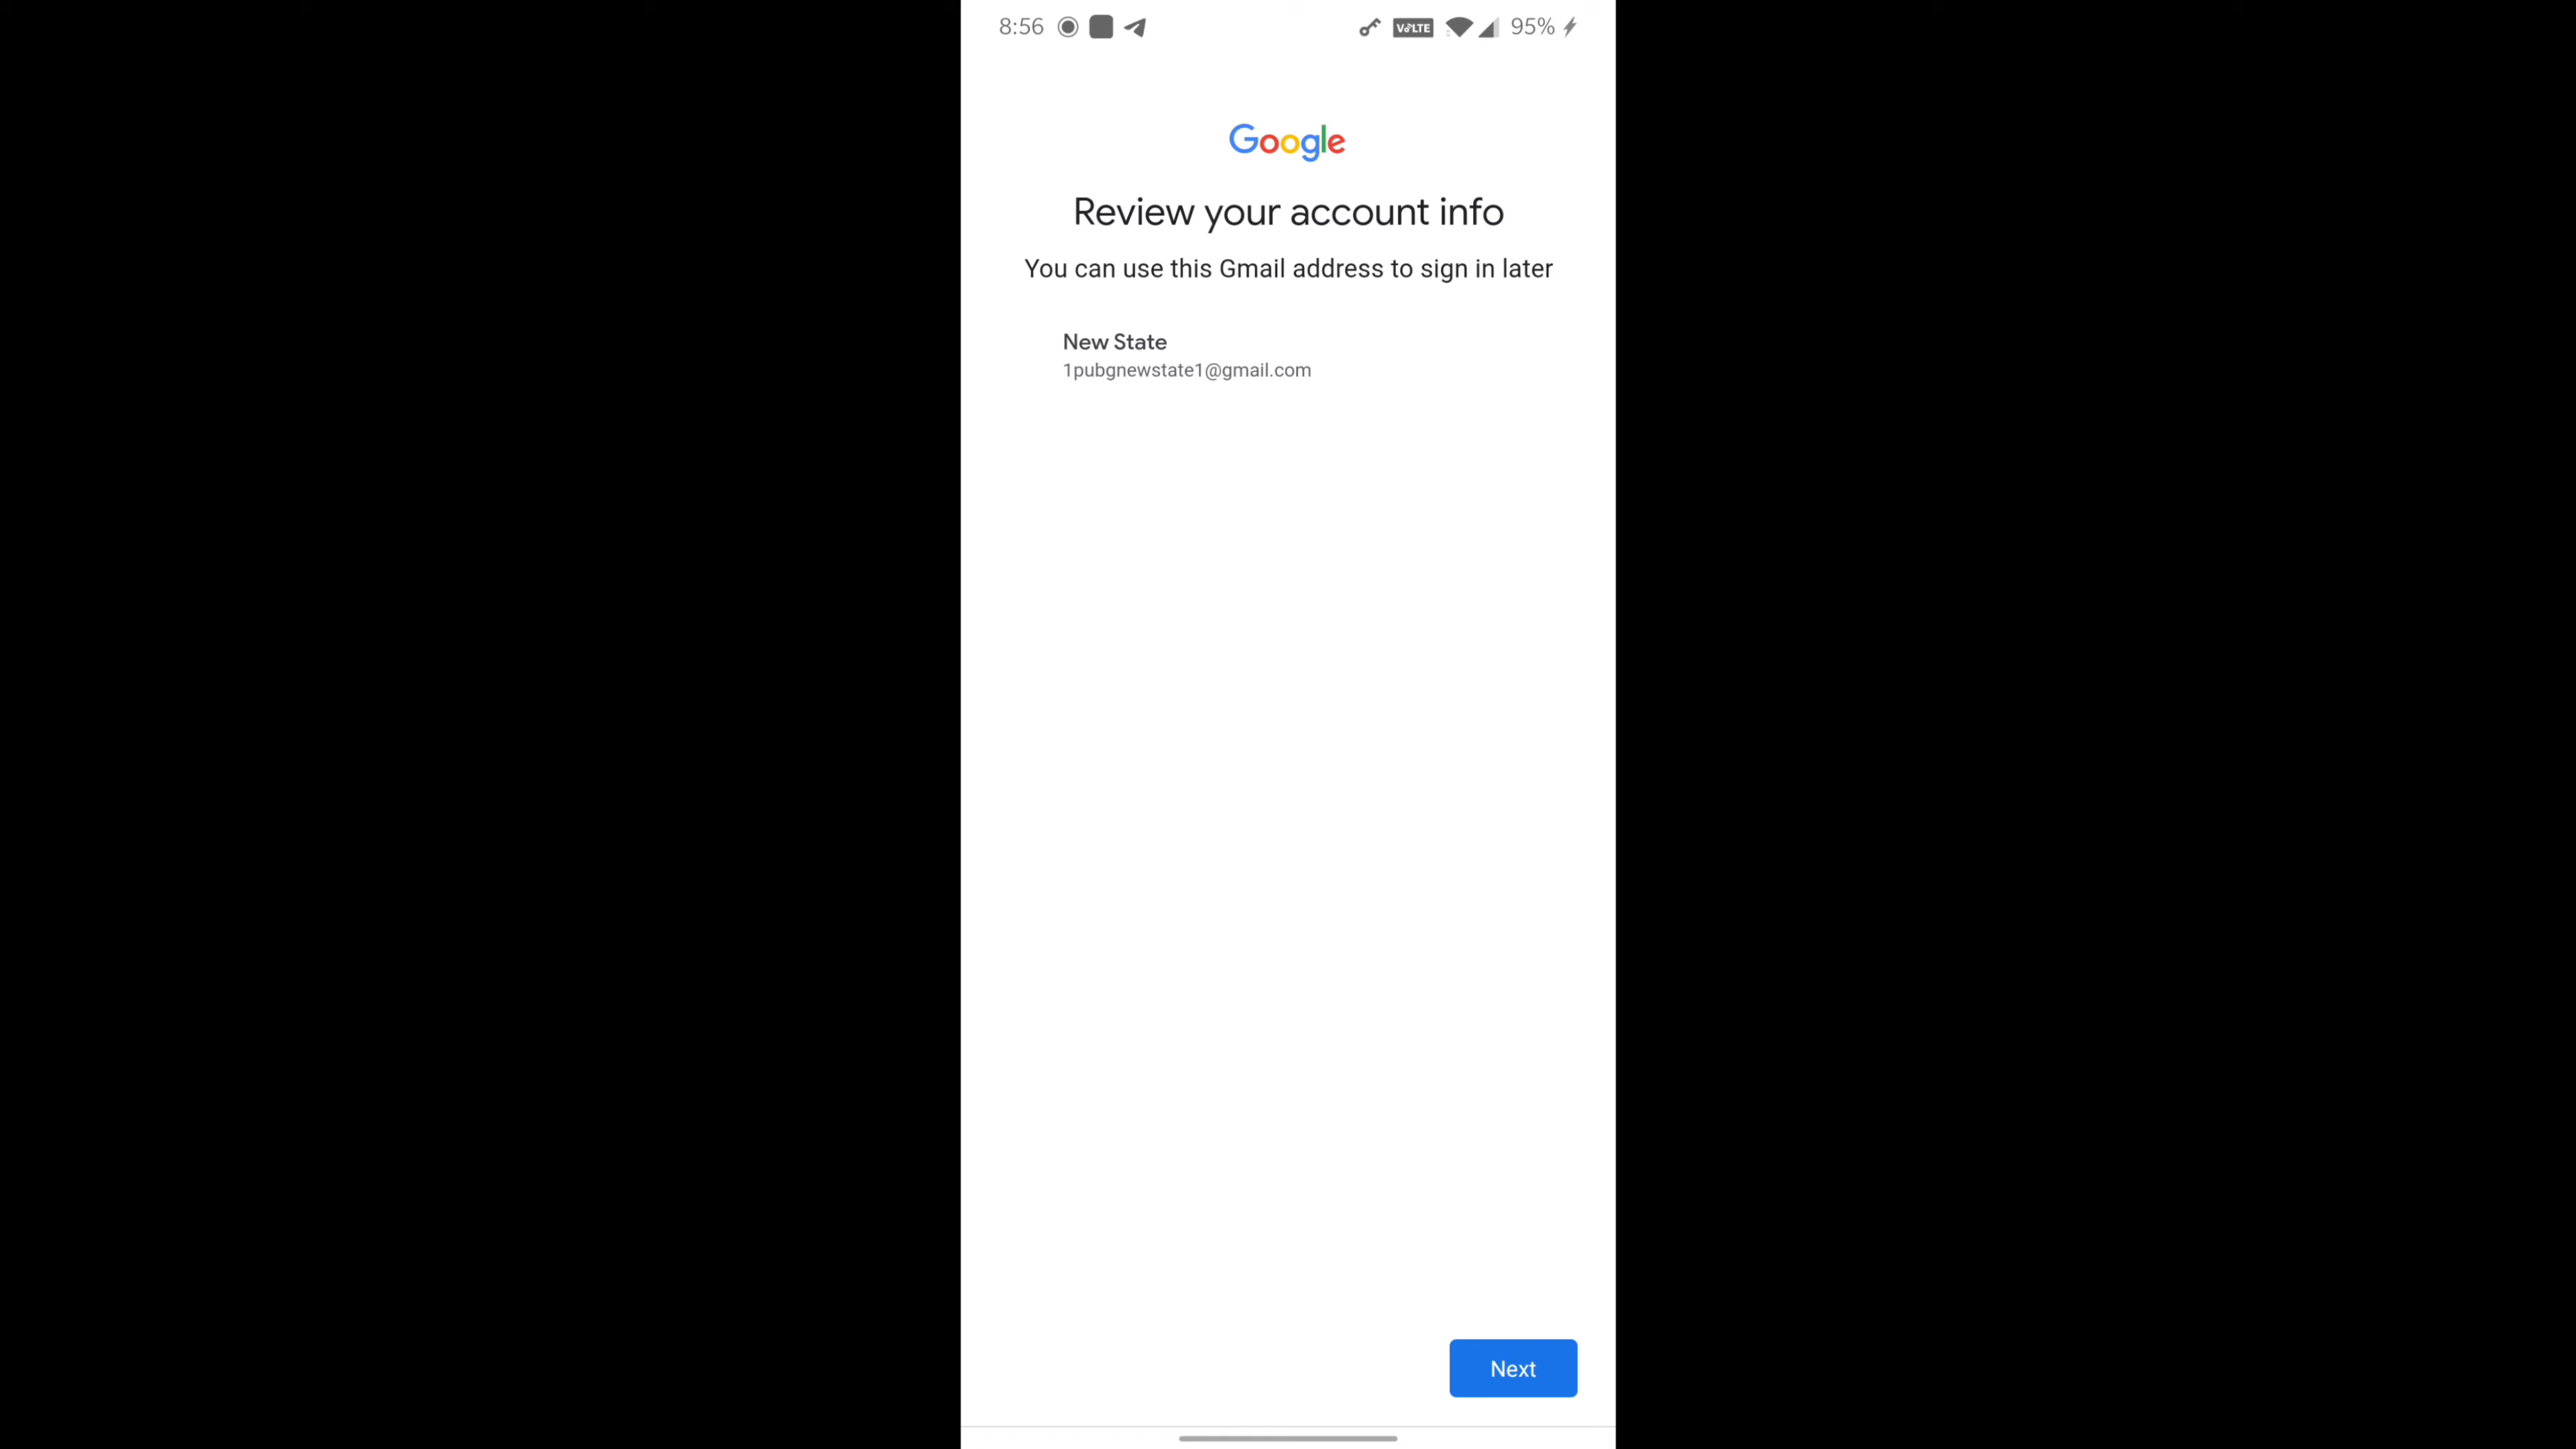 8:56 VoLTE 95%
Google
Review your account info
You can use this Gmail address to sign in later
New State
1pubgnewstate1@gmail.com
Next